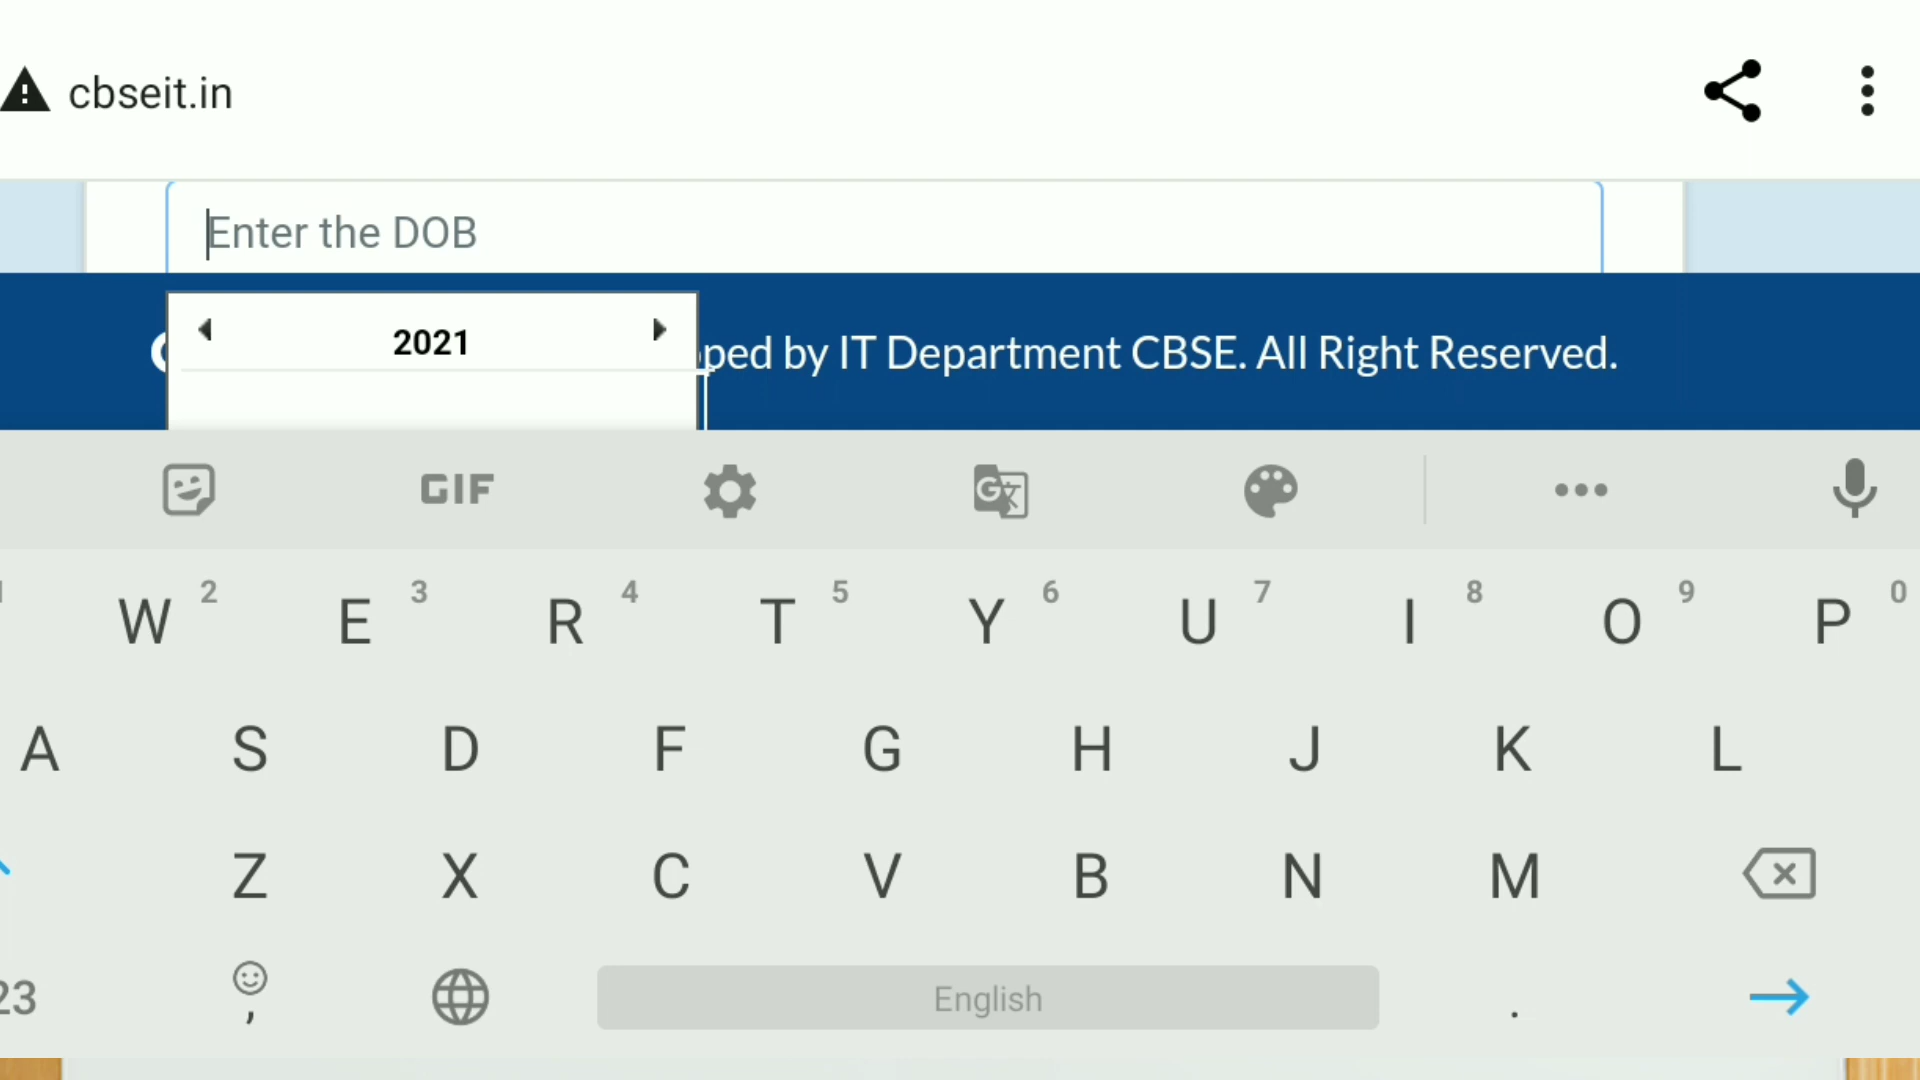 cbseit.in
Enter the DOB
2021
ped by IT Department CBSE. All Right Reserved.
GIF
W 2 E 3 R 4 T 5 Y 6 U 7 I 8 O 9 P 0
A S D F G H J K L
Z X C V B N M
23 , English .